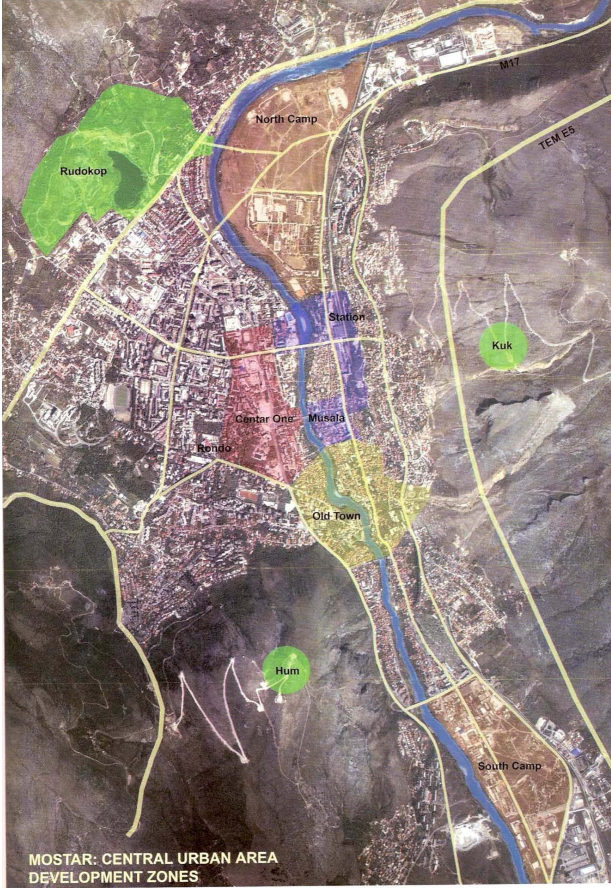 M17
TEM E5
North Camp
Rudokop
Station
Kuk
Centar One
Musala
Rondo
Old Town
Hum
South Camp
MOSTAR: CENTRAL URBAN AREA
DEVELOPMENT ZONES